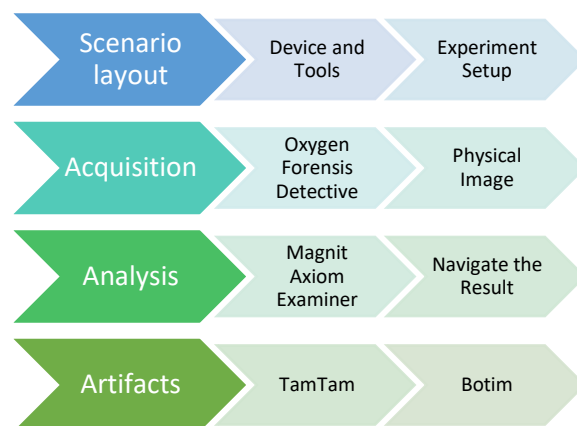 Scenario
layout
Device and
Tools
Experiment
Setup
Acquisition
Oxygen
Forensis
Detective
Physical
Image
Analysis
Magnit
Axiom
Examiner
Navigate the
Result
Artifacts
TamTam
Botim